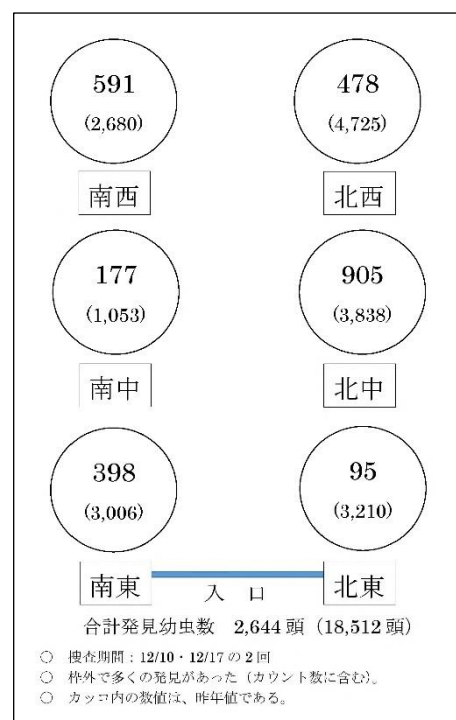 591
(2,680)
478
(4,725)
南西
北西
177
(1,053)
905
(3,838)
南中
北中
398
(3,006)
95
(3,210)
南東
入 口
北東
合計発見幼虫数 2,644 頭 (18,512 頭)
○ 捜査期間:12/10・12/17 の 2 回
○ 枠外で多くの発見があった(カウント数に含む)。
○ カッコ内の数値は、昨年値である。